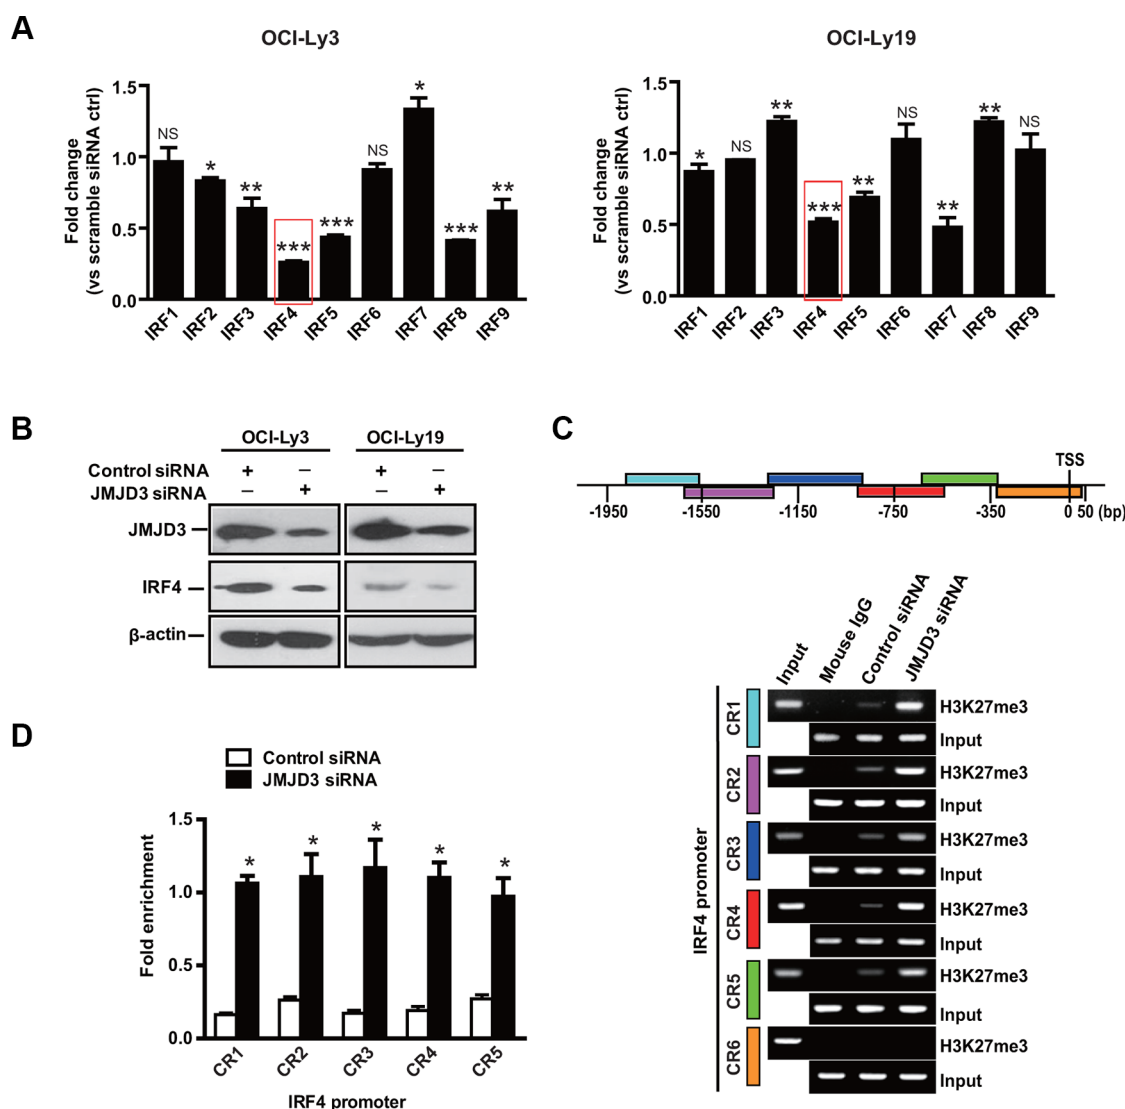 A
OCI-Ly3
Fold change
(vs scramble siRNA ctrl)
1.5
1.0
0.5
0.0
NS
*
**
***
***
NS
*
***
**
IRF1
IRF2
IRF3
IRF4
IRF5
IRF6
IRF7
IRF8
IRF9
OCI-Ly19
Fold change
(vs scramble siRNA ctrl)
1.5
1.0
0.5
0.0
*
NS
**
***
**
NS
**
**
NS
IRF1
IRF2
IRF3
IRF4
IRF5
IRF6
IRF7
IRF8
IRF9
B
OCI-Ly3 OCI-Ly19
Control siRNA + – + –
JMJD3 siRNA – + – +
JMJD3
IRF4
β-actin
C
TSS
-1950 -1550 -1150 -750 -350 0 50 (bp)
Input
Mouse IgG
Control siRNA
JMJD3 siRNA
IRF4 promoter
CR1
H3K27me3
Input
CR2
H3K27me3
Input
CR3
H3K27me3
Input
CR4
H3K27me3
Input
CR5
H3K27me3
Input
CR6
H3K27me3
Input
D
Control siRNA
JMJD3 siRNA
Fold enrichment
1.5
1.0
0.5
0.0
*
*
*
*
*
CR1
CR2
CR3
CR4
CR5
IRF4 promoter